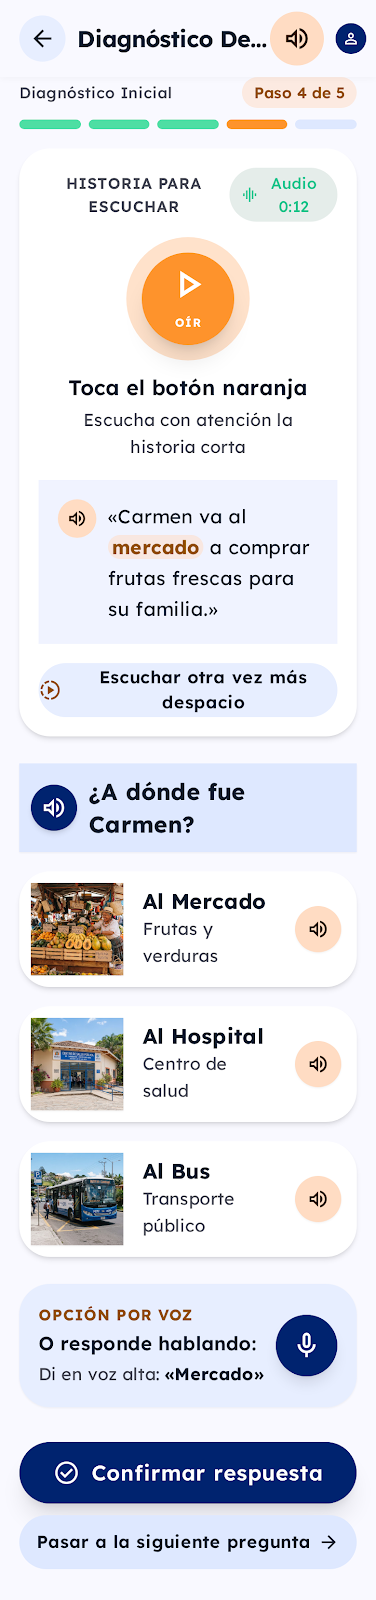 Diagnóstico De...
Diagnóstico Inicial
Paso 4 de 5
HISTORIA PARA
ESCUCHAR
Audio
0:12
OÍR
Toca el botón naranja
Escucha con atención la
historia corta
«Carmen va al
mercado a comprar
frutas frescas para
su familia.»
Escuchar otra vez más
despacio
¿A dónde fue
Carmen?
Al Mercado
Frutas y
verduras
Al Hospital
Centro de
salud
Al Bus
Transporte
público
OPCIÓN POR VOZ
O responde hablando:
Di en voz alta: «Mercado»
Confirmar respuesta
Pasar a la siguiente pregunta